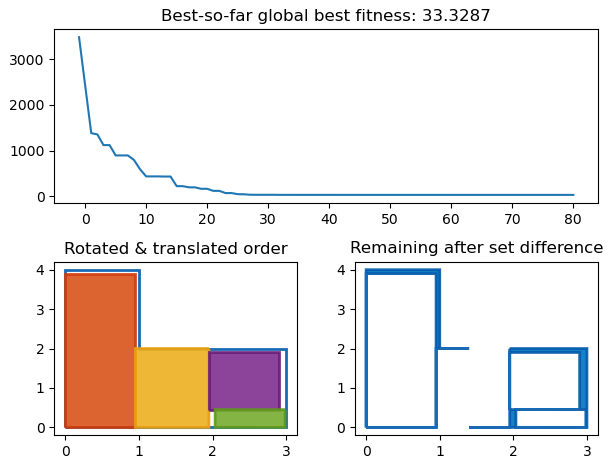 Best-so-far global best fitness: 33.3287
3000
2000
1000
0
0 10 20 30 40 50 60 70 80
Rotated & translated order
Remaining after set difference
4
3
2
1
0
0 1 2 3
4
3
2
1
0
0 1 2 3